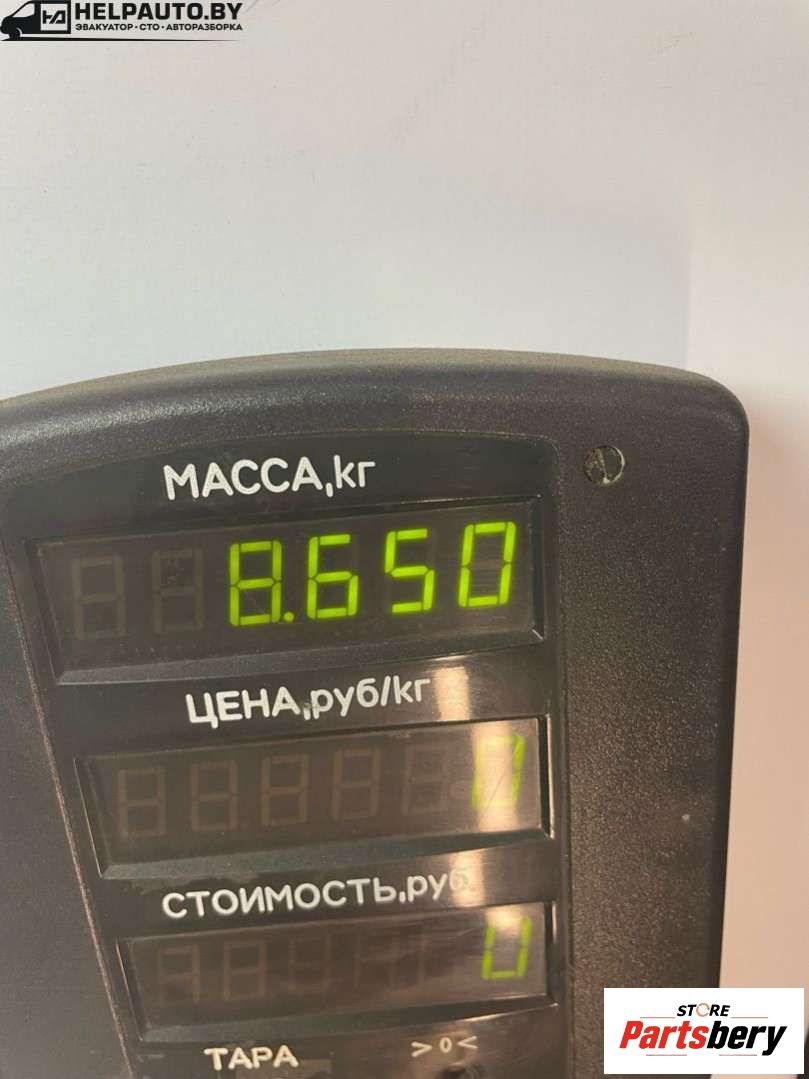 HELPAUTO.BY
ЭВАКУАТОР • СТО • АВТОРАЗБОРКА
МАССА,кг
8.650
ЦЕНА,руб/кг
0
СТОИМОСТЬ,руб
0
ТАРА >0<
STORE
Partsbery